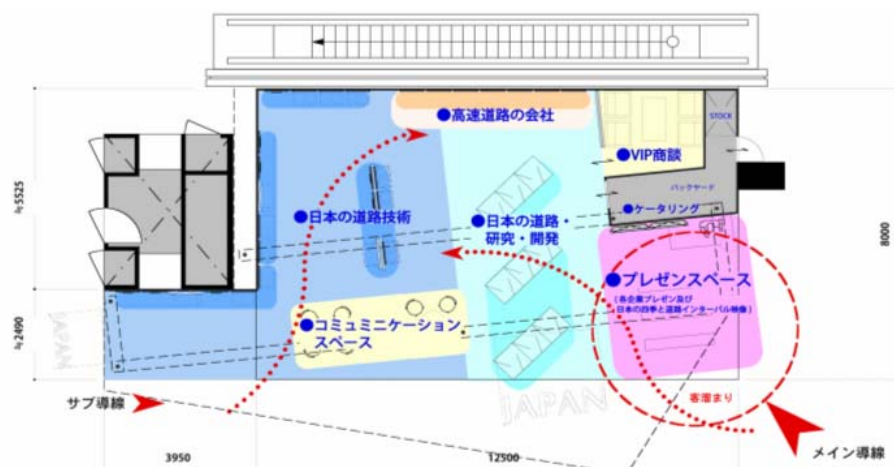 ●高速道路の会社
STOCK
●VIP商談
バックヤード
●ケータリング
●日本の道路技術
●日本の道路・
研究・開発
●プレゼンスペース
(各企業プレゼン及び
日本の四季と道路インターバル映像)
●コミュミニケーション
スペース
≒5525
8000
≒2490
JAPAN
JAPAN
客溜まり
サブ導線
メイン導線
3950
12500